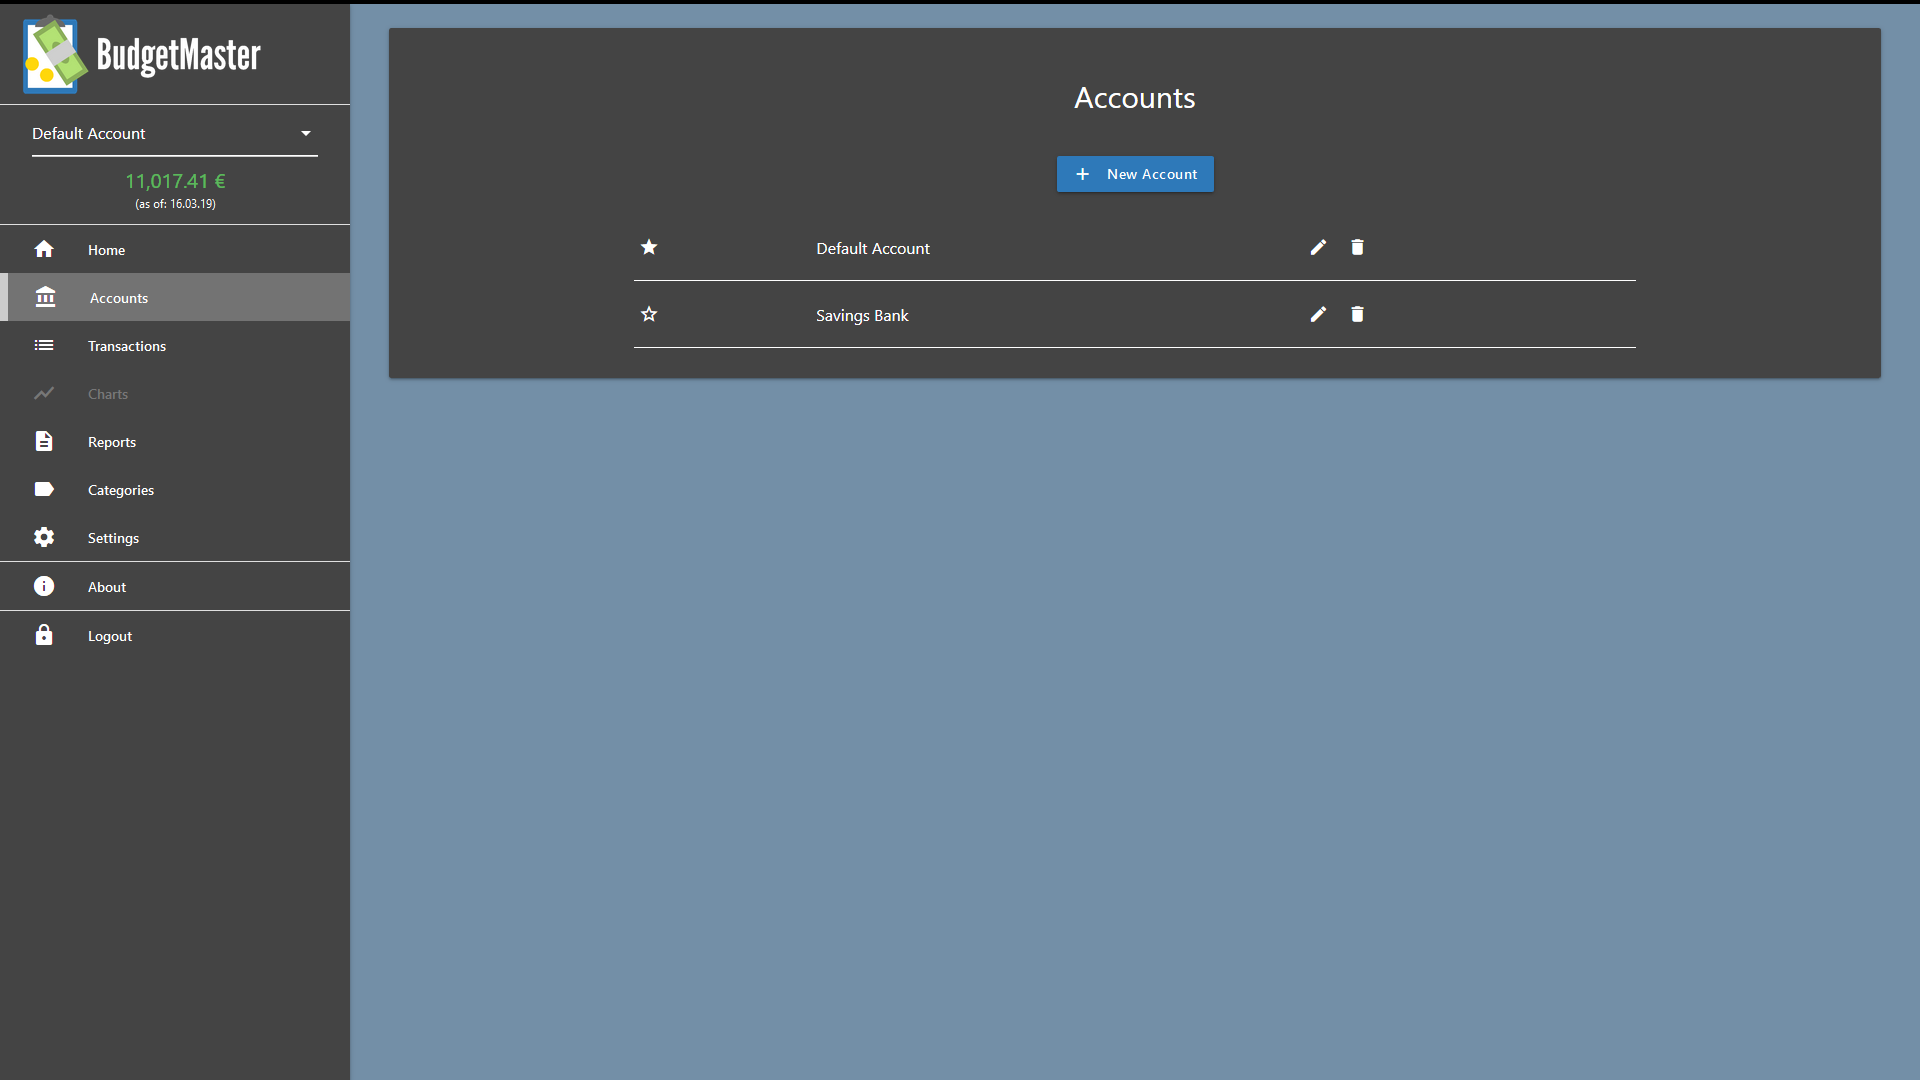 BudgetMaster
Default Account
11,017.41 €
(as of: 16.03.19)
Home
Accounts
Transactions
Charts
Reports
Categories
Settings
About
Logout
Accounts
New Account
Default Account
Savings Bank